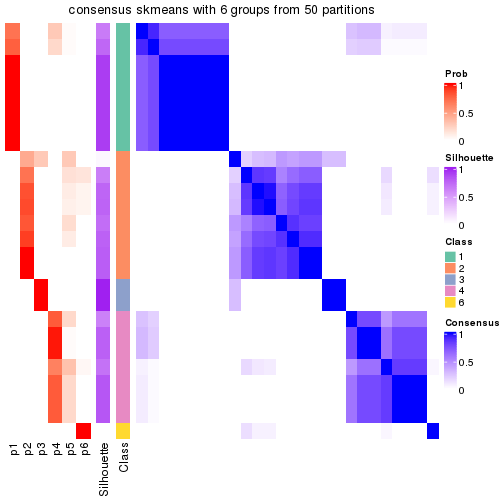 consensus skmeans with 6 groups from 50 partitions
Prob
1
0.5
0
Silhouette
1
0.5
0
Class
1
2
3
4
6
Consensus
1
0.5
0
p1
p2
p3
p4
p5
p6
Silhouette
Class